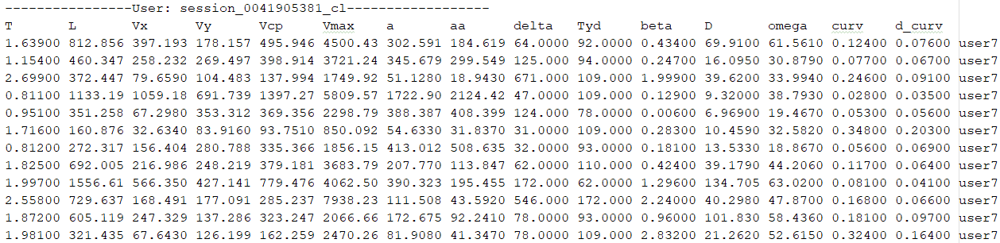 ----------------User: session_0041905381_cl------------------
T L Vx Vy Vcp Vmax a aa delta Tyd beta D omega curv d_curv
1.63900 812.856 397.193 178.157 495.946 4500.43 302.591 184.619 64.0000 92.0000 0.43400 69.9100 61.5610 0.12400 0.07600 user7
1.15400 460.347 258.232 269.497 398.914 3721.24 345.679 299.549 125.000 94.0000 0.24700 16.0950 30.8790 0.07700 0.06700 user7
2.69900 372.447 79.6590 104.483 137.994 1749.92 51.1280 18.9430 671.000 109.000 1.99900 39.6200 33.9940 0.24600 0.09100 user7
0.81100 1133.19 1059.18 691.739 1397.27 5809.57 1722.90 2124.42 47.0000 109.000 0.12900 9.32000 38.7930 0.02800 0.03500 user7
0.95100 351.258 67.2980 353.312 369.356 2298.79 388.387 408.399 124.000 78.0000 0.00600 6.96900 19.4670 0.05300 0.05600 user7
1.71600 160.876 32.6340 83.9160 93.7510 850.092 54.6330 31.8370 31.0000 109.000 0.28300 10.4590 32.5820 0.34800 0.20300 user7
0.81200 272.317 156.404 280.788 335.366 1856.15 413.012 508.635 32.0000 93.0000 0.18100 13.5330 18.8670 0.05600 0.06900 user7
1.82500 692.005 216.986 248.219 379.181 3683.79 207.770 113.847 62.0000 110.000 0.42400 39.1790 44.2060 0.11700 0.06400 user7
1.99700 1556.61 566.350 427.141 779.476 4062.50 390.323 195.455 172.000 62.0000 1.29600 134.705 63.0200 0.08100 0.04100 user7
2.55800 729.637 168.491 177.091 285.237 7938.23 111.508 43.5920 546.000 172.000 2.24000 40.2980 47.8700 0.16800 0.06600 user7
1.87200 605.119 247.329 137.286 323.247 2066.66 172.675 92.2410 78.0000 93.0000 0.96000 101.830 58.4360 0.18100 0.09700 user7
1.98100 321.435 67.6430 126.199 162.259 2470.26 81.9080 41.3470 78.0000 109.000 2.83200 21.2620 52.6150 0.32400 0.16400 user7